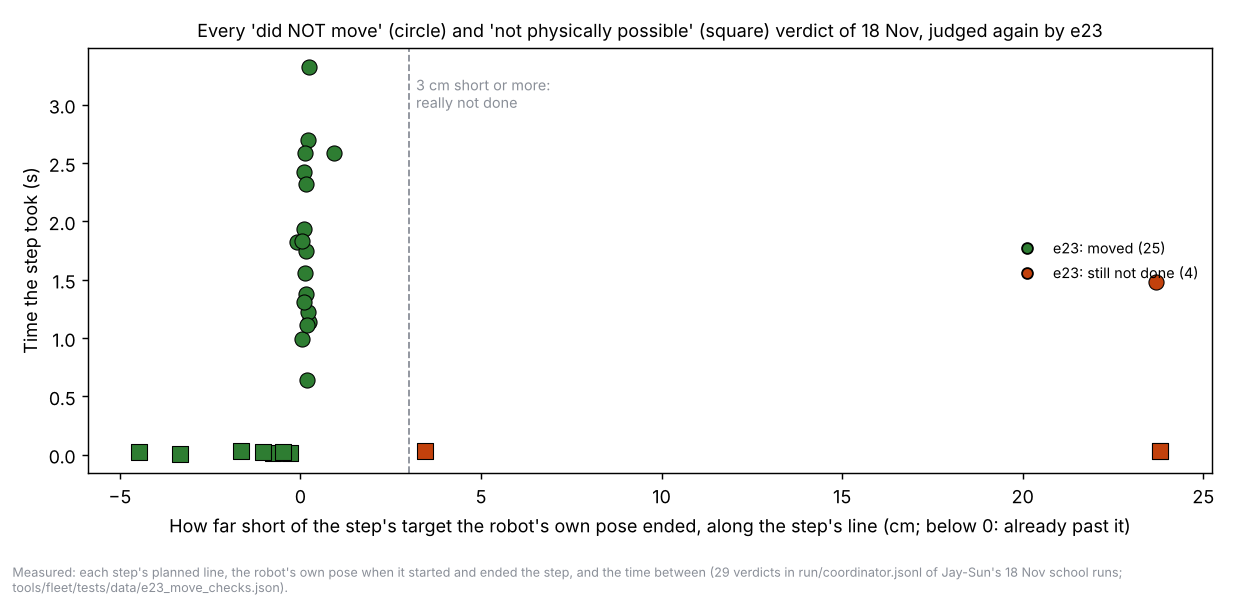 Every 'did NOT move' (circle) and 'not physically possible' (square) verdict of 18 Nov, judged again by e23
3 cm short or more:
really not done
Time the step took (s)
3.0
2.5
2.0
1.5
1.0
0.5
0.0
e23: moved (25)
e23: still not done (4)
−5
0
5
10
15
20
25
How far short of the step's target the robot's own pose ended, along the step's line (cm; below 0: already past it)
Measured: each step's planned line, the robot's own pose when it started and ended the step, and the time between (29 verdicts in run/coordinator.jsonl of Jay-Sun's 18 Nov school runs;
tools/fleet/tests/data/e23_move_checks.json).